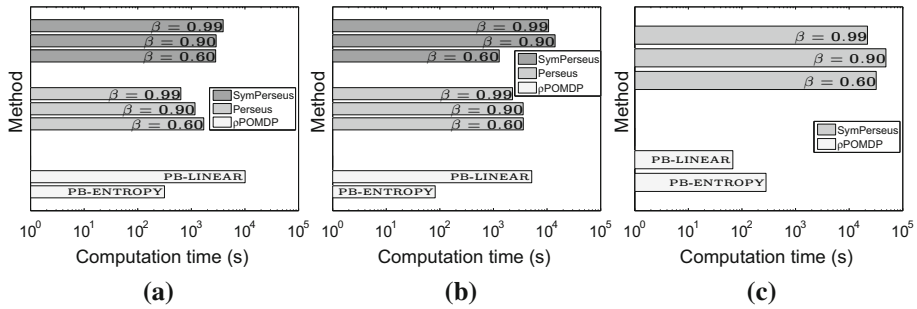 Method
β = 0.99
β = 0.90
β = 0.60
β = 0.99
β = 0.90
β = 0.60
PB-LINEAR
PB-ENTROPY
SymPerseus
Perseus
ρPOMDP
10^0 10^1 10^2 10^3 10^4 10^5
Computation time (s)
(a)
Method
β = 0.99
β = 0.90
β = 0.60
β = 0.99
β = 0.90
β = 0.60
PB-LINEAR
PB-ENTROPY
SymPerseus
Perseus
ρPOMDP
10^0 10^1 10^2 10^3 10^4 10^5
Computation time (s)
(b)
Method
β = 0.99
β = 0.90
β = 0.60
SymPerseus
ρPOMDP
PB-LINEAR
PB-ENTROPY
10^0 10^1 10^2 10^3 10^4 10^5
Computation time (s)
(c)